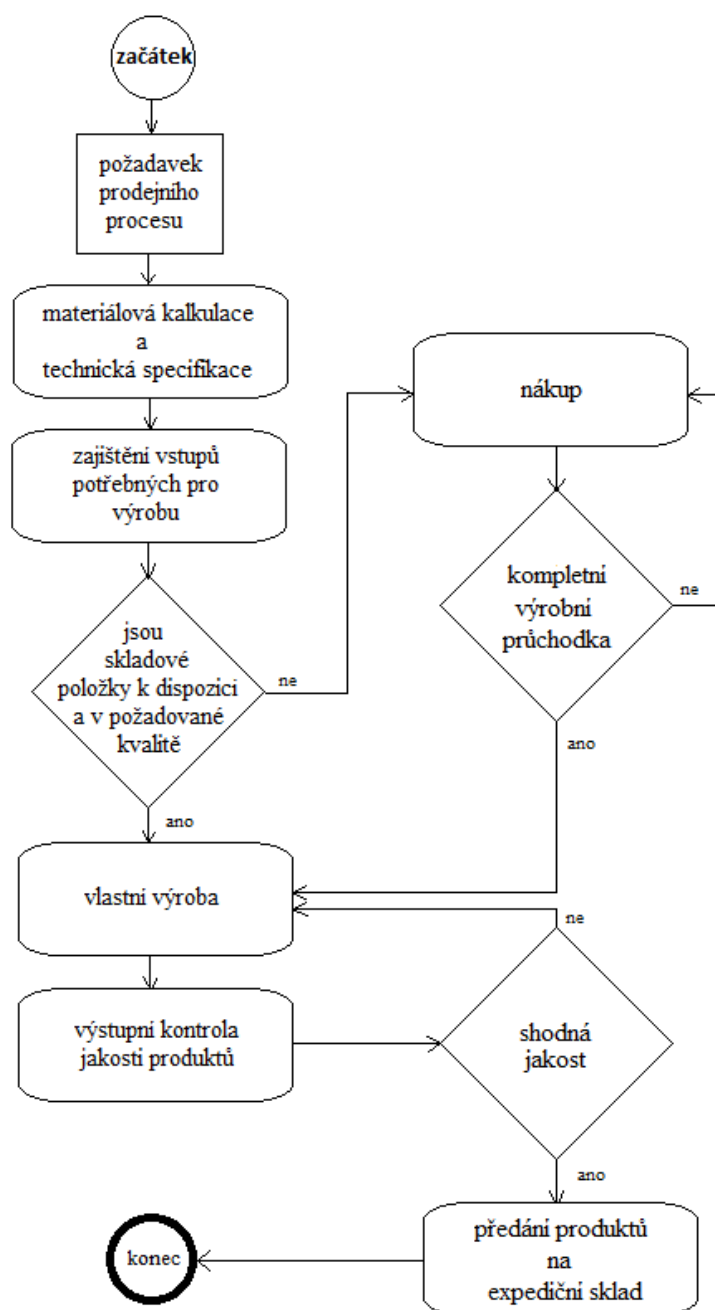 začátek
požadavek
prodejního
procesu
materiálová kalkulace
a
technická specifikace
nákup
zajištění vstupů
potřebných pro
výrobu
kompletní
výrobní
průchodka
ne
jsou
skladové
položky k dispozici
a v požadované
kvalitě
ne
ano
ano
vlastní výroba
ne
výstupní kontrola
jakosti produktů
shodná
jakost
ano
předání produktů
na
expediční sklad
konec